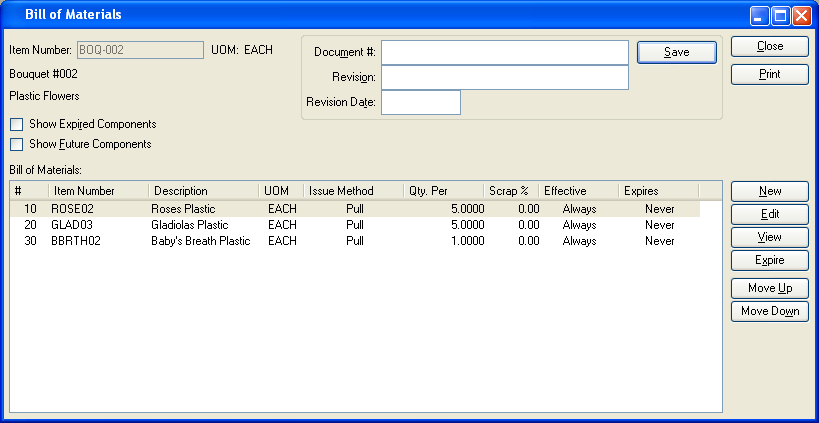 Bill of Materials
Item Number: BOQ-002 UOM: EACH
Bouquet #002
Plastic Flowers
Show Expired Components
Show Future Components
Document #:
Revision:
Revision Date:
Save
Close
Print
Bill of Materials:
# Item Number Description UOM Issue Method Qty. Per Scrap % Effective Expires
10 ROSE02 Roses Plastic EACH Pull 5.0000 0.00 Always Never
20 GLAD03 Gladiolas Plastic EACH Pull 5.0000 0.00 Always Never
30 BBRTH02 Baby's Breath Plastic EACH Pull 1.0000 0.00 Always Never
New
Edit
View
Expire
Move Up
Move Down